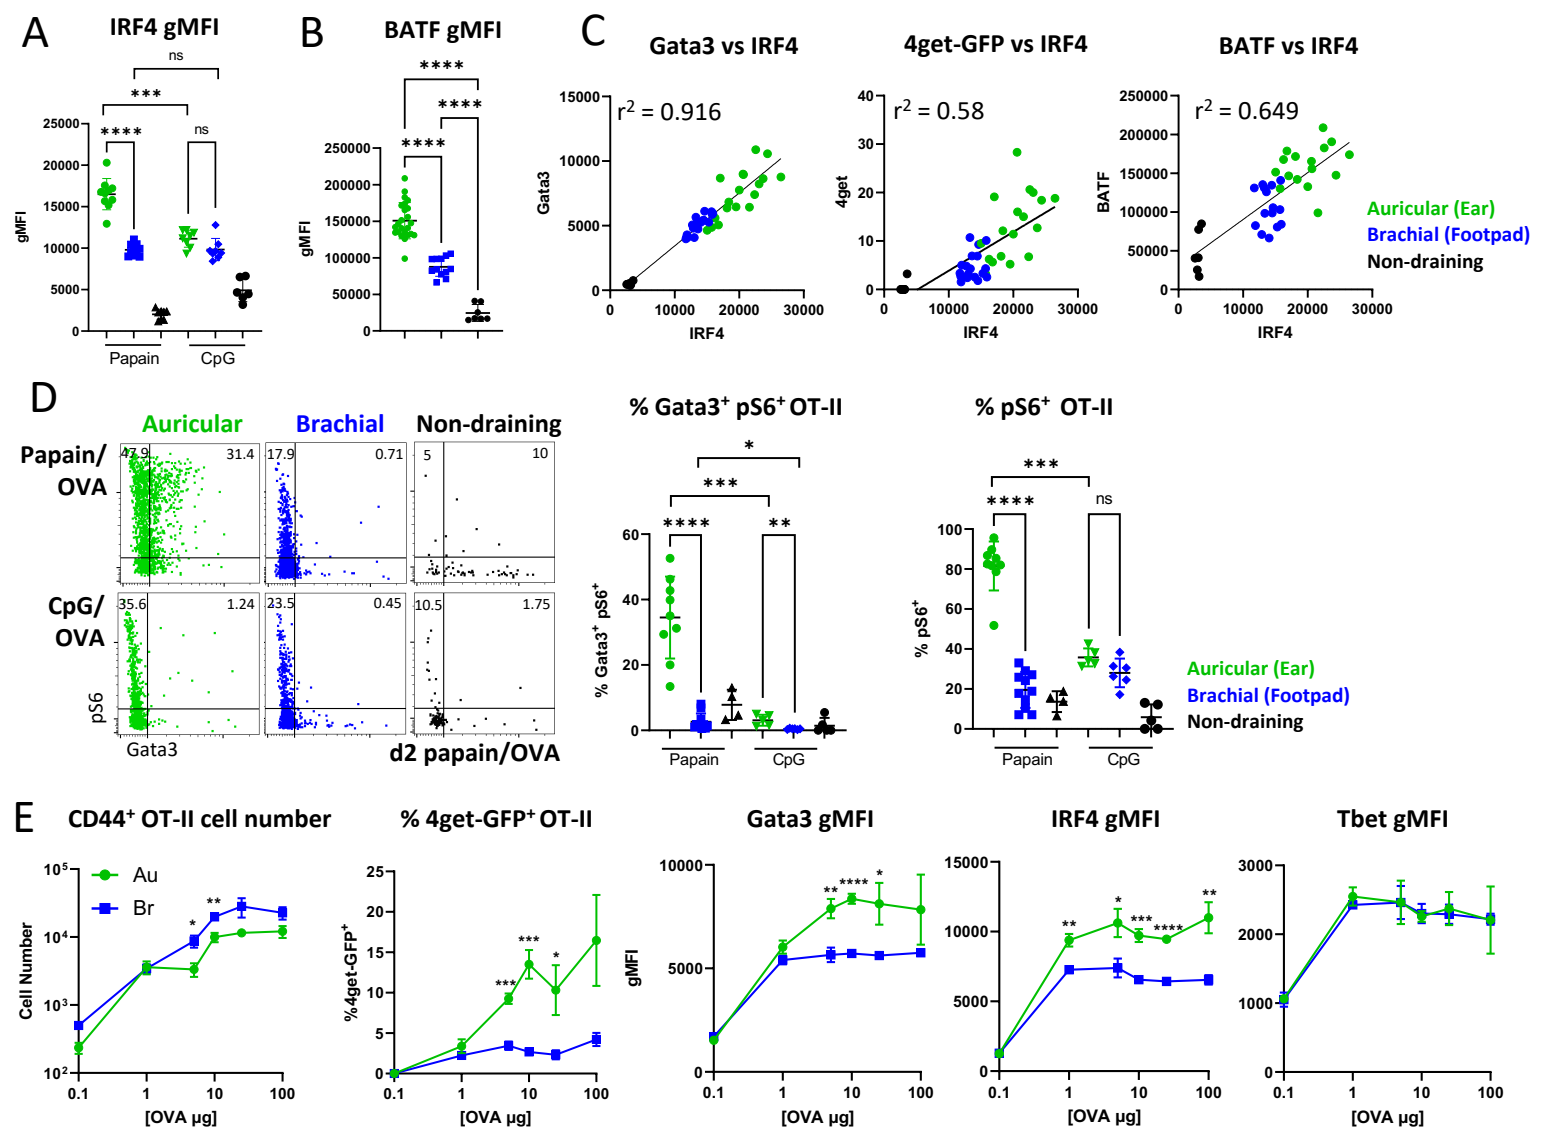 A
IRF4 gMFI
ns
***
****
ns
25000
20000
15000
10000
5000
0
gMFI
Papain
CpG
B
BATF gMFI
****
****
****
250000
200000
150000
100000
50000
0
gMFI
C
Gata3 vs IRF4
r² = 0.916
15000
10000
5000
0
Gata3
0
10000
20000
30000
IRF4
4get-GFP vs IRF4
r² = 0.58
40
30
20
10
0
4get
0
10000
20000
30000
IRF4
BATF vs IRF4
r² = 0.649
250000
200000
150000
100000
50000
0
BATF
0
10000
20000
30000
IRF4
Auricular (Ear)
Brachial (Footpad)
Non-draining
D
Auricular
Brachial
Non-draining
Papain/
OVA
47.9
31.4
17.9
0.71
5
10
CpG/
OVA
35.6
1.24
23.5
0.45
10.5
1.75
pS6
Gata3
d2 papain/OVA
% Gata3⁺ pS6⁺ OT-II
*
***
****
**
60
40
20
0
% Gata3⁺ pS6⁺
Papain
CpG
% pS6⁺ OT-II
***
****
ns
100
80
60
40
20
0
% pS6⁺
Papain
CpG
Auricular (Ear)
Brachial (Footpad)
Non-draining
E
CD44⁺ OT-II cell number
Au
Br
*
**
10⁵
10⁴
10³
10²
Cell Number
0.1
1
10
100
[OVA µg]
% 4get-GFP⁺ OT-II
***
***
*
25
20
15
10
5
0
%4get-GFP⁺
0.1
1
10
100
[OVA µg]
Gata3 gMFI
**
****
*
10000
5000
0
gMFI
0.1
1
10
100
[OVA µg]
IRF4 gMFI
**
*
***
****
**
15000
10000
5000
0
0.1
1
10
100
[OVA µg]
Tbet gMFI
3000
2000
1000
0
0.1
1
10
100
[OVA µg]